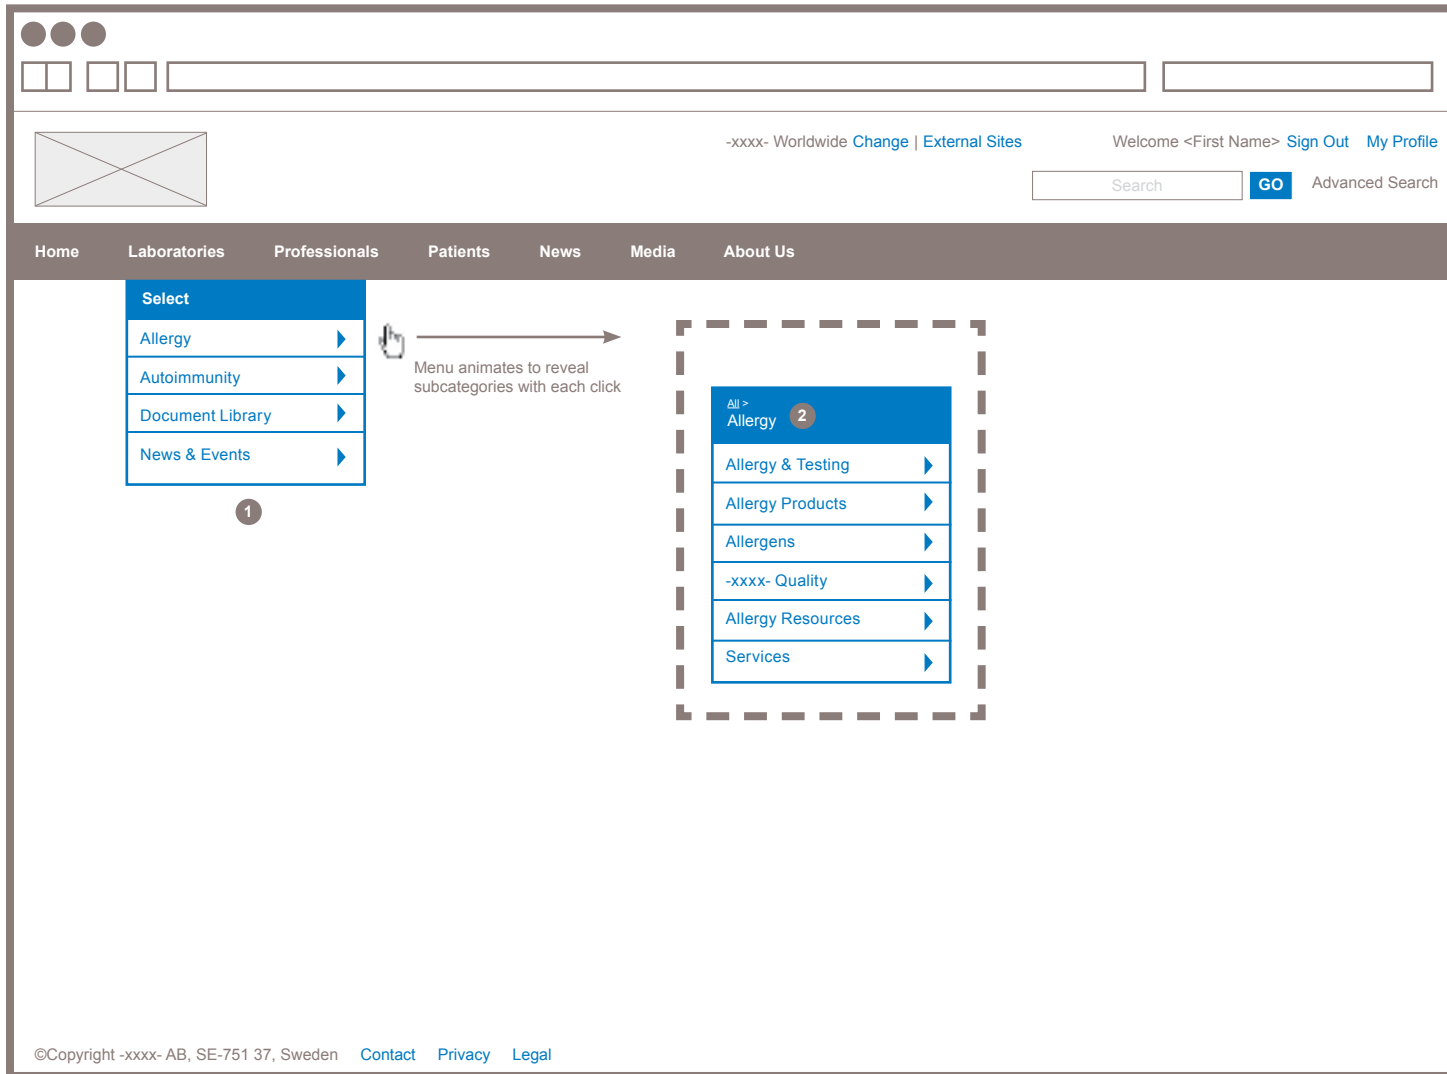 -xxxx- Worldwide Change | External Sites
Welcome <First Name> Sign Out My Profile
Search GO Advanced Search
Home Laboratories Professionals Patients News Media About Us
Select
Allergy
Autoimmunity
Document Library
News & Events
1
Menu animates to reveal
subcategories with each click
All >
Allergy 2
Allergy & Testing
Allergy Products
Allergens
-xxxx- Quality
Allergy Resources
Services
©Copyright -xxxx- AB, SE-751 37, Sweden Contact Privacy Legal